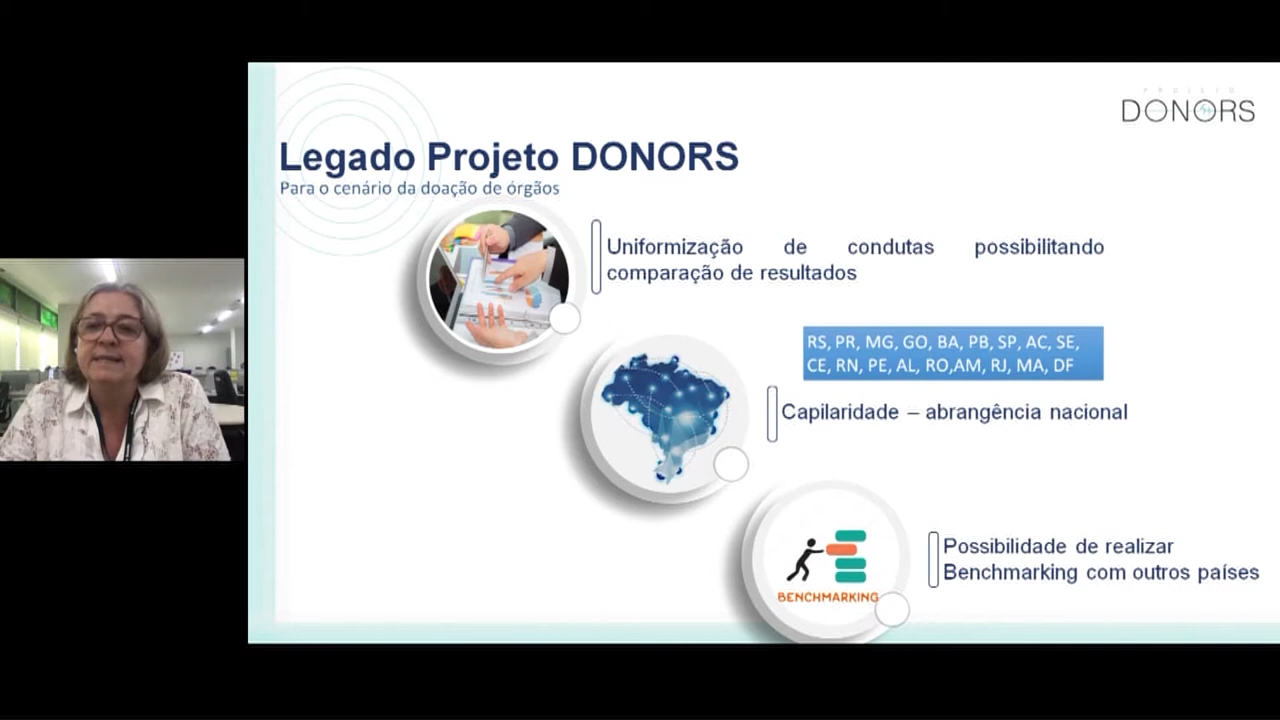 PROJETO
DONORS
Legado Projeto DONORS
Para o cenário da doação de órgãos
Uniformização de condutas possibilitando
comparação de resultados
RS, PR, MG, GO, BA, PB, SP, AC, SE,
CE, RN, PE, AL, RO,AM, RJ, MA, DF
Capilaridade – abrangência nacional
Possibilidade de realizar
Benchmarking com outros países
BENCHMARKING